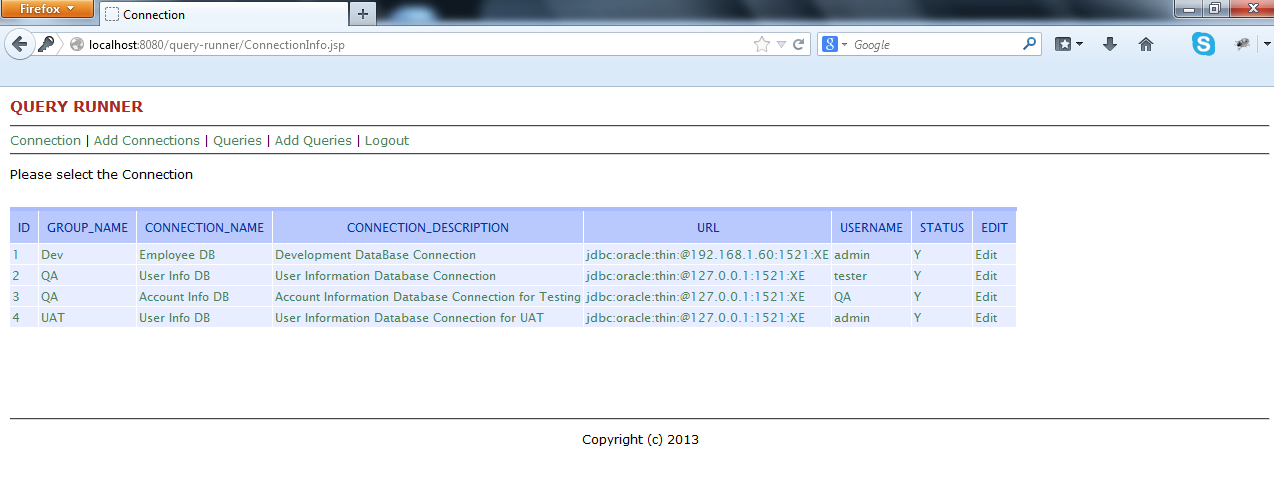 Firefox
Connection
localhost:8080/query-runner/ConnectionInfo.jsp
Google
QUERY RUNNER
Connection | Add Connections | Queries | Add Queries | Logout
Please select the Connection
ID GROUP_NAME CONNECTION_NAME CONNECTION_DESCRIPTION URL USERNAME STATUS EDIT
1 Dev Employee DB Development DataBase Connection jdbc:oracle:thin:@192.168.1.60:1521:XE admin Y Edit
2 QA User Info DB User Information Database Connection jdbc:oracle:thin:@127.0.0.1:1521:XE tester Y Edit
3 QA Account Info DB Account Information Database Connection for Testing jdbc:oracle:thin:@127.0.0.1:1521:XE QA Y Edit
4 UAT User Info DB User Information Database Connection for UAT jdbc:oracle:thin:@127.0.0.1:1521:XE admin Y Edit
Copyright (c) 2013